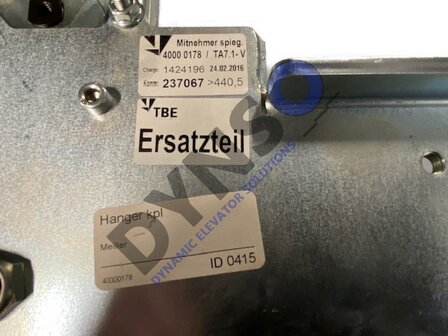 Mitnehmer spieg.
4000 0178 / TA7.1- V
Charge: 1424196 24.02.2016
Komm: 237067 >440,5
TBE
Ersatzteil
DYNSO
DYNAMIC ELEVATOR SOLUTIONS
Hanger kpl
Meiller
ID 0415
40000178